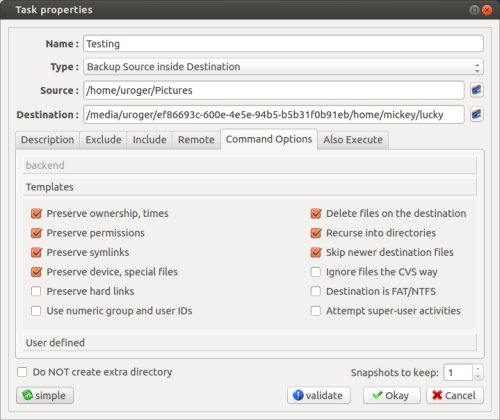 Task properties
Name : Testing
Type : Backup Source inside Destination
Source : /home/uroger/Pictures
Destination : /media/uroger/ef86693c-600e-4e5e-94b5-b5b31f0b91eb/home/mickey/lucky
Description Exclude Include Remote Command Options Also Execute
backend
Templates
Preserve ownership, times Delete files on the destination
Preserve permissions Recurse into directories
Preserve symlinks Skip newer destination files
Preserve device, special files Ignore files the CVS way
Preserve hard links Destination is FAT/NTFS
Use numeric group and user IDs Attempt super-user activities
User defined
Do NOT create extra directory Snapshots to keep: 1
simple validate Okay Cancel